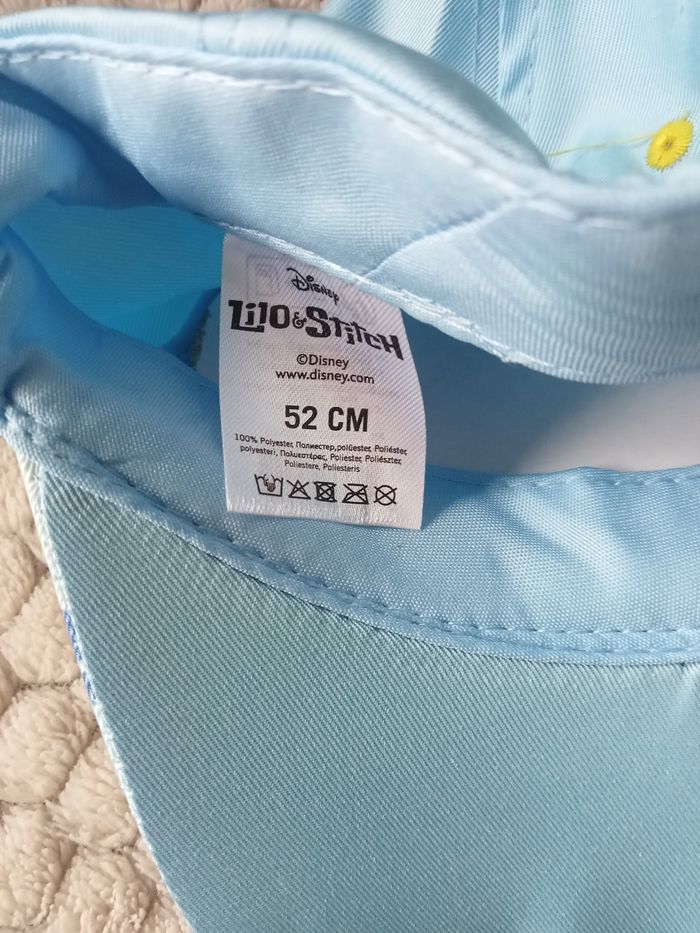 Disney
Lilo & Stitch
©Disney
www.disney.com
52 CM
100% Polyester, Полиестер, poliüester, Poliéster,
polyesteri, Πολυεστέρας, Poliester, Poliészter,
Poliestere, Poliesteris